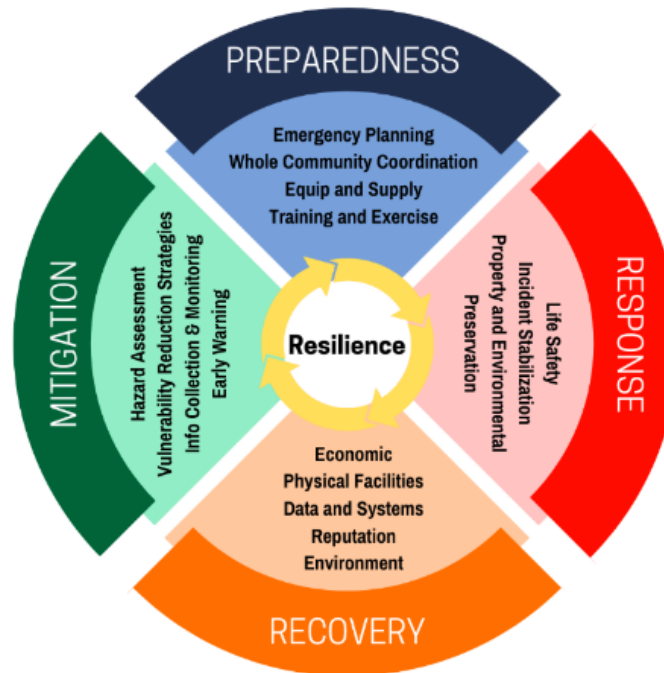 PREPAREDNESS
Emergency Planning
Whole Community Coordination
Equip and Supply
Training and Exercise
RESPONSE
Life Safety
Incident Stabilization
Property and Environmental
Preservation
RECOVERY
Economic
Physical Facilities
Data and Systems
Reputation
Environment
MITIGATION
Hazard Assessment
Vulnerability Reduction Strategies
Info Collection & Monitoring
Early Warning
Resilience